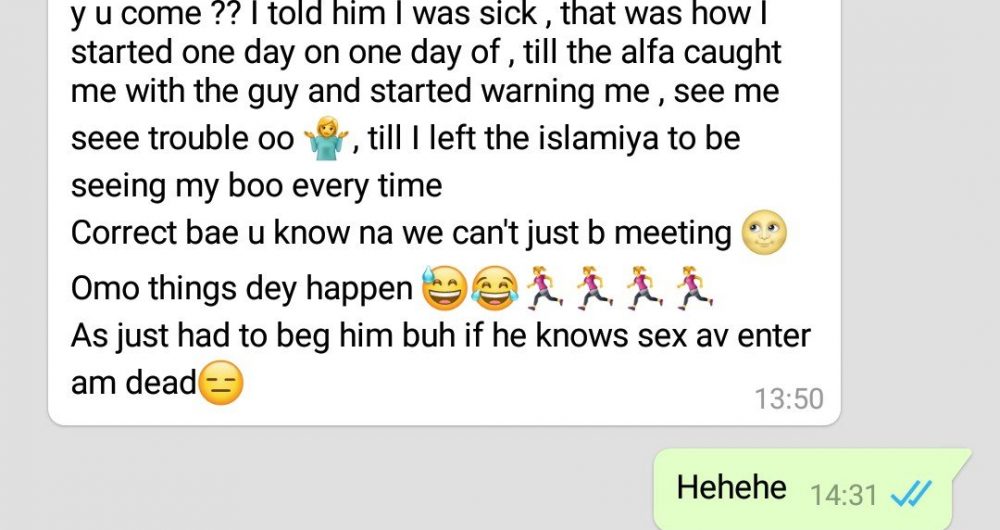 y u come ?? I told him I was sick , that was how I
started one day on one day of , till the alfa caught
me with the guy and started warning me , see me
seee trouble oo 🤷‍♀️, till I left the islamiya to be
seeing my boo every time
Correct bae u know na we can't just b meeting 🌝
Omo things dey happen 😅😂🏃‍♀️🏃‍♀️🏃‍♀️🏃‍♀️
As just had to beg him buh if he knows sex av enter
am dead😑
13:50
Hehehe 14:31